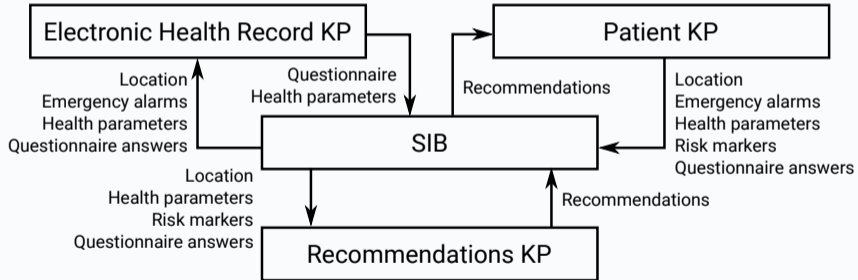 Electronic Health Record KP
Patient KP
Location
Emergency alarms
Health parameters
Questionnaire answers
Questionnaire
Health parameters
Recommendations
Location
Emergency alarms
Health parameters
Risk markers
Questionnaire answers
SIB
Location
Health parameters
Risk markers
Questionnaire answers
Recommendations
Recommendations KP